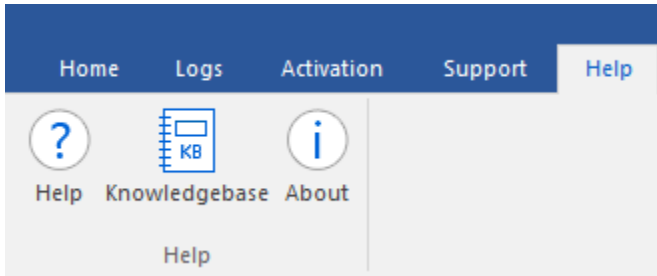 Home Logs Activation Support Help
?
KB
i
Help Knowledgebase About
Help